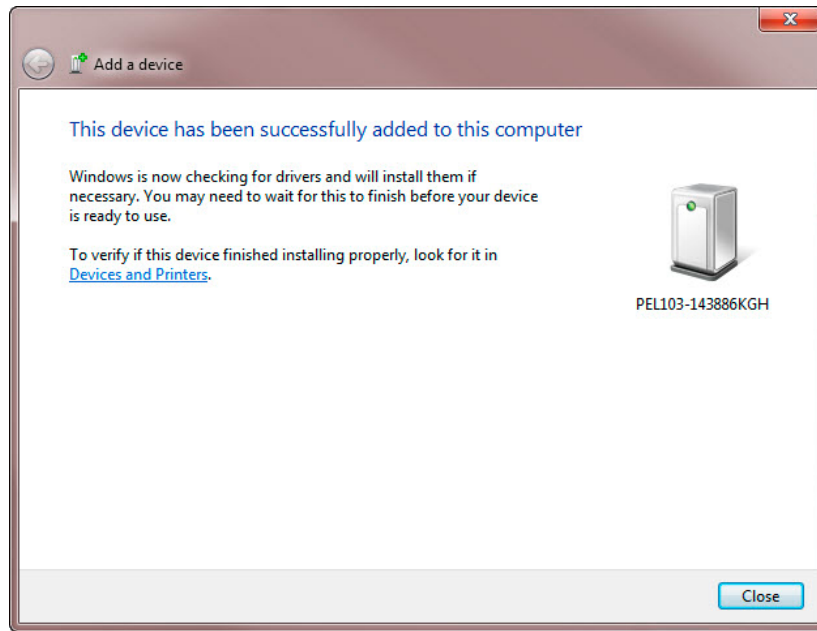 Add a device
This device has been successfully added to this computer
Windows is now checking for drivers and will install them if
necessary. You may need to wait for this to finish before your device
is ready to use.
To verify if this device finished installing properly, look for it in
Devices and Printers.
PEL103-143886KGH
Close